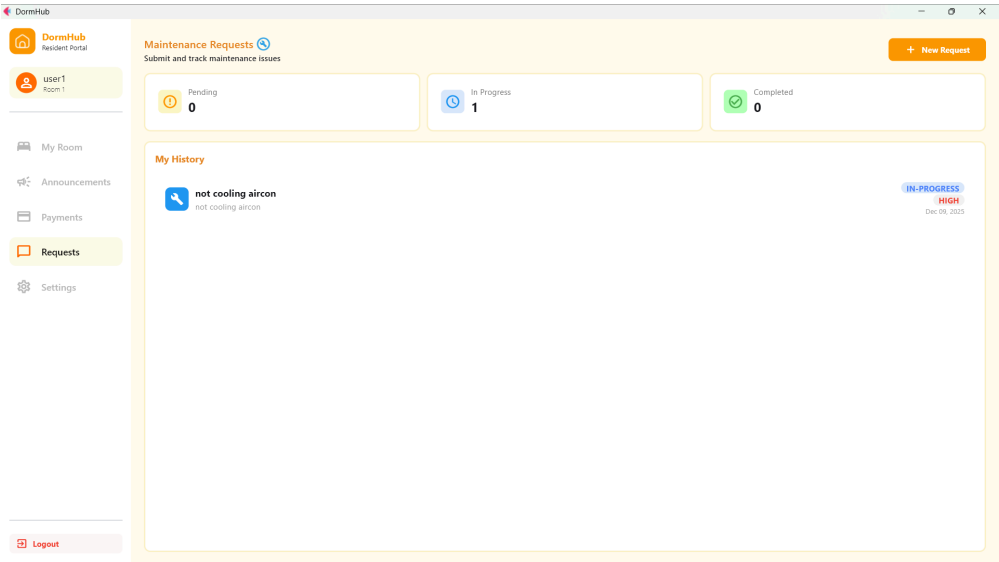 DormHub
DormHub
Resident Portal
user1
Room 1
My Room
Announcements
Payments
Requests
Settings
Logout
Maintenance Requests
Submit and track maintenance issues
+ New Request
Pending
0
In Progress
1
Completed
0
My History
not cooling aircon
not cooling aircon
IN-PROGRESS
HIGH
Dec 09, 2025